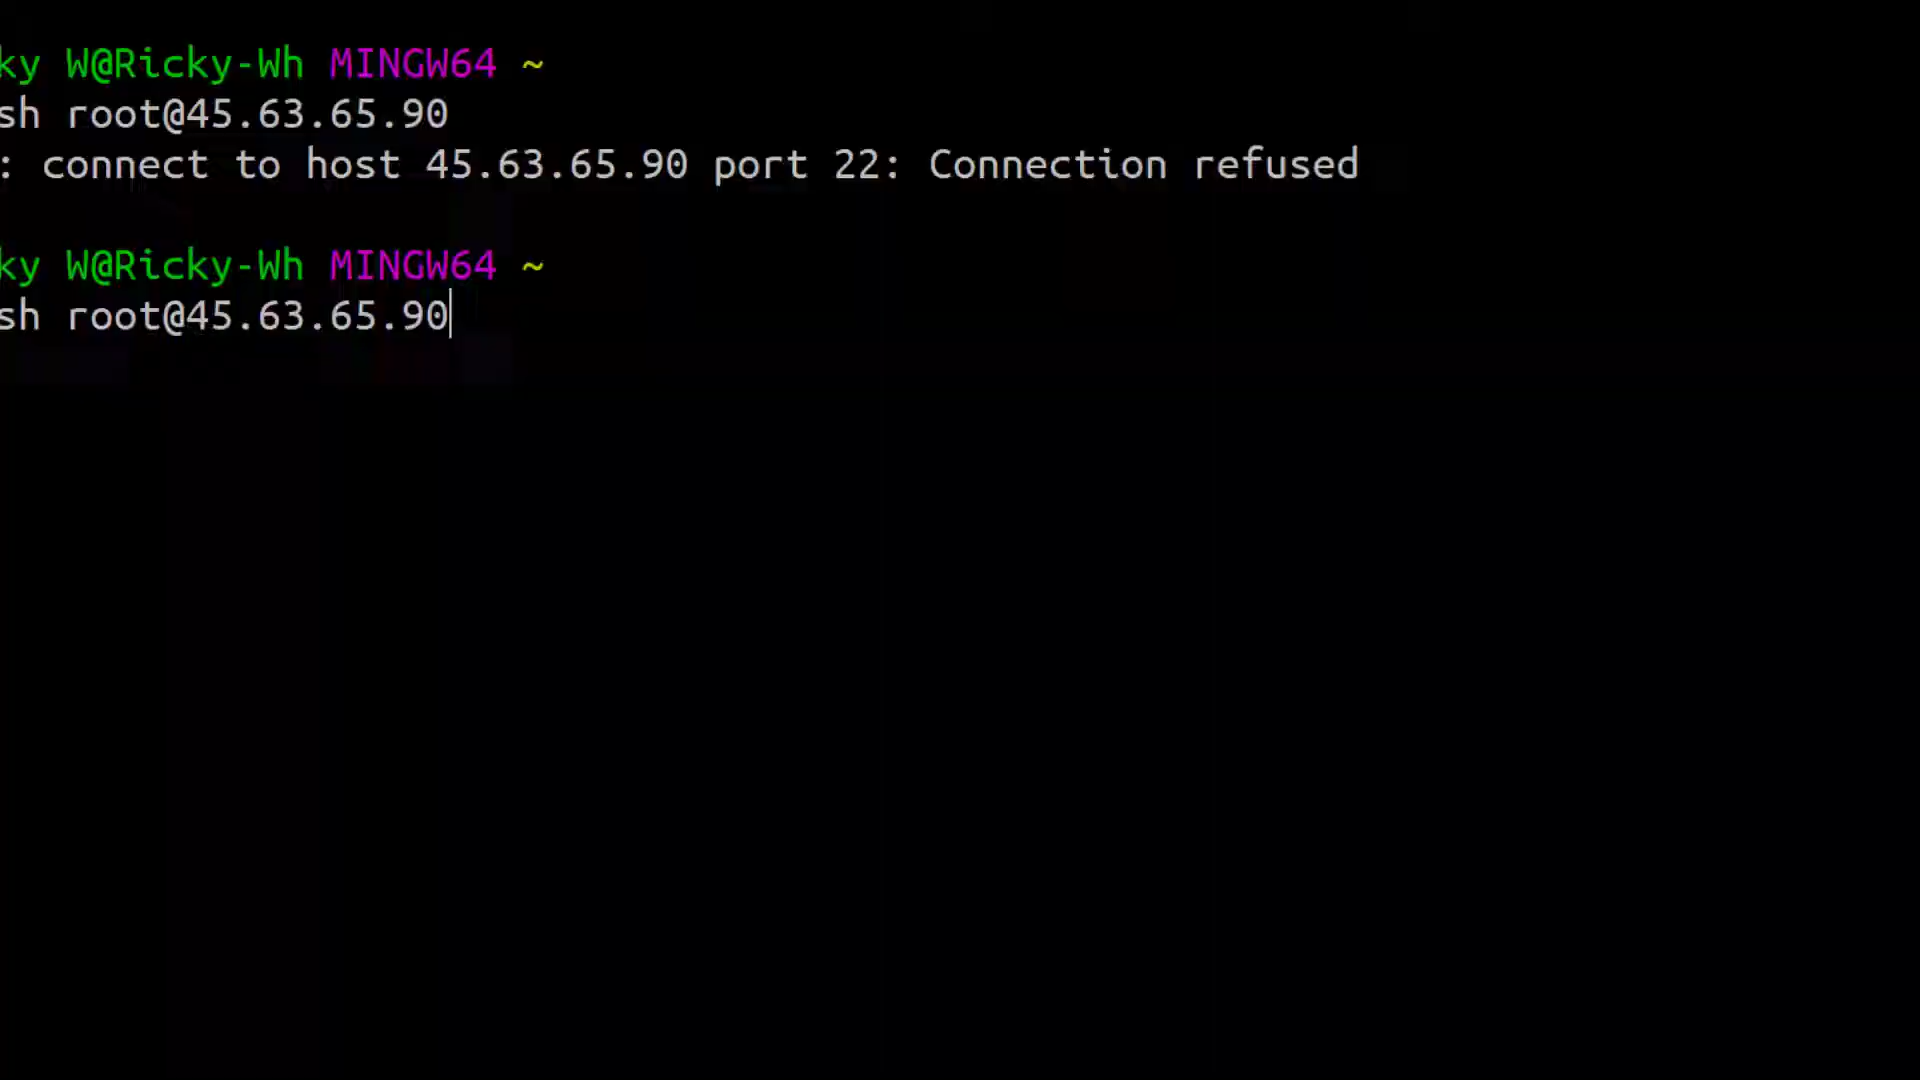 ky W@Ricky-Wh MINGW64 ~
sh root@45.63.65.90
: connect to host 45.63.65.90 port 22: Connection refused
ky W@Ricky-Wh MINGW64 ~
sh root@45.63.65.90